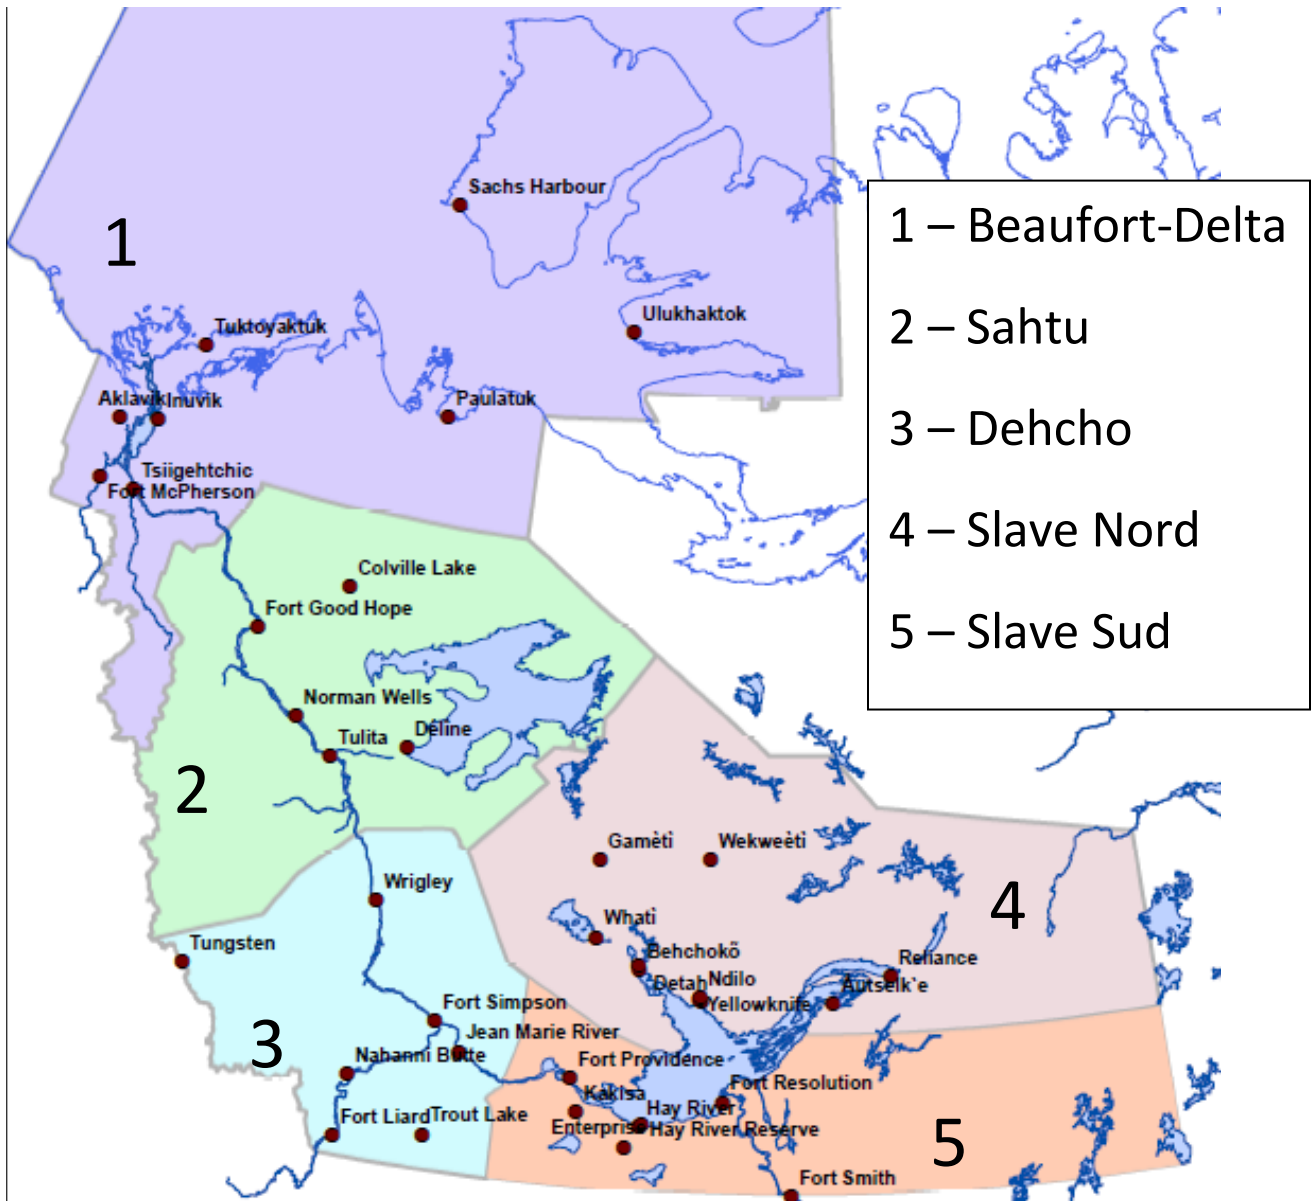 Sachs Harbour
1
1 – Beaufort-Delta
2 – Sahtu
3 – Dehcho
4 – Slave Nord
5 – Slave Sud
Ulukhaktok
Tuktoyaktuk
Aklavik
Inuvik
Paulatuk
Tsiigehtchic
Fort McPherson
Colville Lake
Fort Good Hope
Norman Wells
Déline
Tulita
2
Gamèti
Wekweèti
Wrigley
4
Whati
Tungsten
Behchokõ
Reliance
Detah
Ndilo
Autselk`e
Fort Simpson
Yellowknife
Jean Marie River
3
Nahanni Butte
Fort Providence
Fort Resolution
Kakisa
Hay River
Fort Liard
Trout Lake
Enterprise
Hay River Reserve
5
Fort Smith